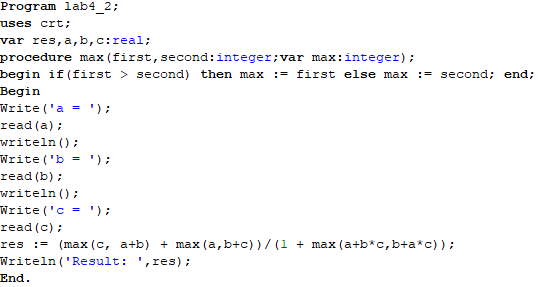 Program lab4_2;
uses crt;
var res,a,b,c:real;
procedure max(first,second:integer;var max:integer);
begin if(first > second) then max := first else max := second; end;
Begin
Write('a = ');
read(a);
writeln();
Write('b = ');
read(b);
writeln();
Write('c = ');
read(c);
res := (max(c, a+b) + max(a,b+c))/(1 + max(a+b*c,b+a*c));
Writeln('Result: ',res);
End.